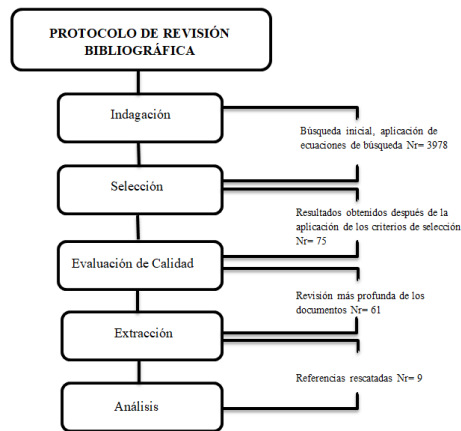 PROTOCOLO DE REVISIÓN
BIBLIOGRÁFICA
Indagación
Búsqueda inicial, aplicación de
ecuaciones de búsqueda Nr= 3978
Selección
Resultados obtenidos después de la
aplicación de los criterios de selección
Nr= 75
Evaluación de Calidad
Revisión más profunda de los
documentos Nr= 61
Extracción
Referencias rescatadas Nr= 9
Análisis